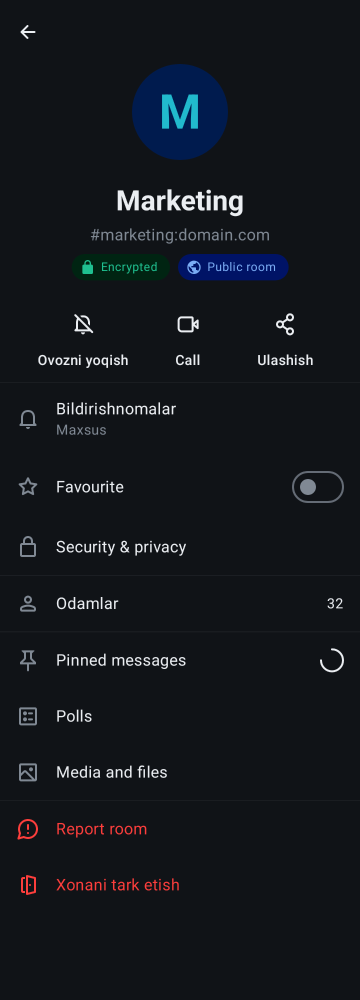 M
Marketing
#marketing:domain.com
Encrypted
Public room
Ovozni yoqish
Call
Ulashish
Bildirishnomalar
Maxsus
Favourite
Security & privacy
Odamlar
32
Pinned messages
Polls
Media and files
Report room
Xonani tark etish